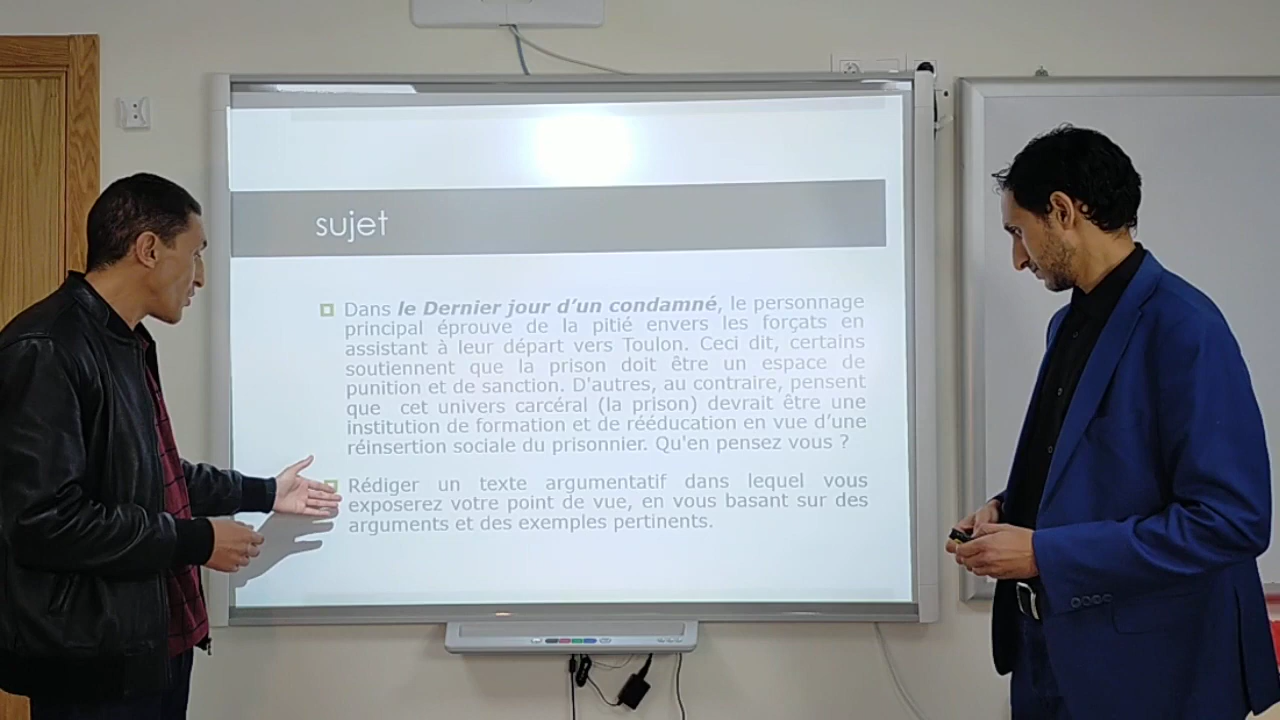 sujet
Dans le Dernier jour d’un condamné, le personnage
principal éprouve de la pitié envers les forçats en
assistant à leur départ vers Toulon. Ceci dit, certains
soutiennent que la prison doit être un espace de
punition et de sanction. D'autres, au contraire, pensent
que cet univers carcéral (la prison) devrait être une
institution de formation et de rééducation en vue d’une
réinsertion sociale du prisonnier. Qu'en pensez vous ?
Rédiger un texte argumentatif dans lequel vous
exposerez votre point de vue, en vous basant sur des
arguments et des exemples pertinents.